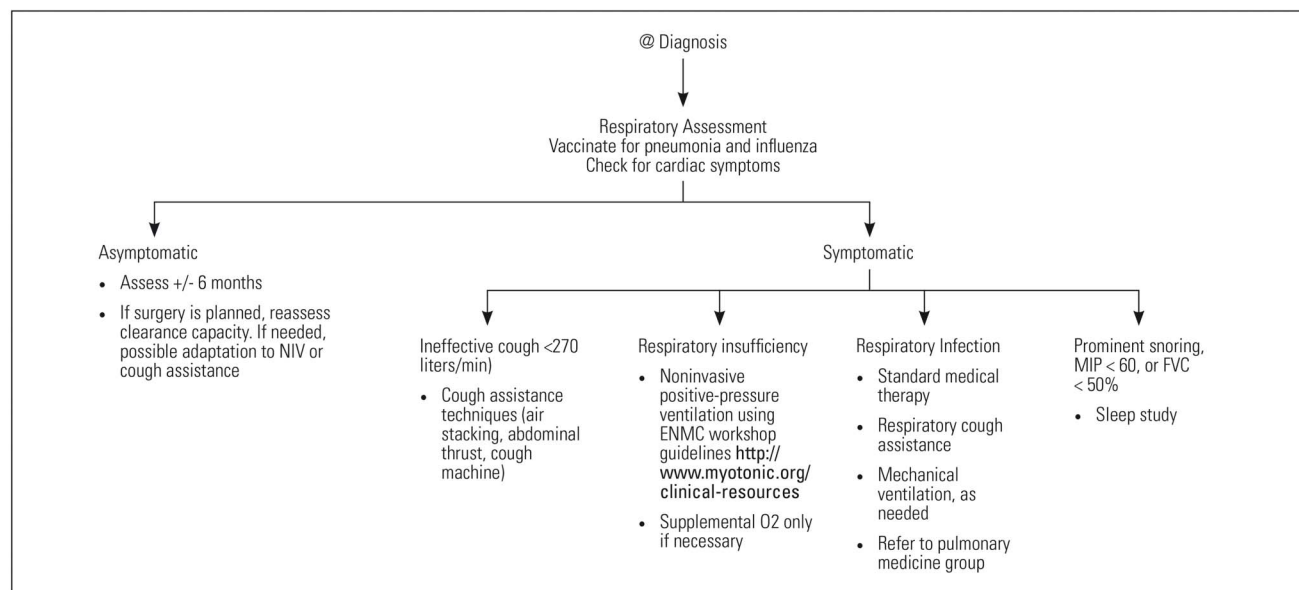 @ Diagnosis
Respiratory Assessment
Vaccinate for pneumonia and influenza
Check for cardiac symptoms
Asymptomatic
• Assess +/- 6 months
• If surgery is planned, reassess
clearance capacity. If needed,
possible adaptation to NIV or
cough assistance
Symptomatic
Ineffective cough <270
liters/min)
• Cough assistance
techniques (air
stacking, abdominal
thrust, cough
machine)
Respiratory insufficiency
• Noninvasive
positive-pressure
ventilation using
ENMC workshop
guidelines http://
www.myotonic.org/
clinical-resources
• Supplemental O2 only
if necessary
Respiratory Infection
• Standard medical
therapy
• Respiratory cough
assistance
• Mechanical
ventilation, as
needed
• Refer to pulmonary
medicine group
Prominent snoring,
MIP < 60, or FVC
< 50%
• Sleep study